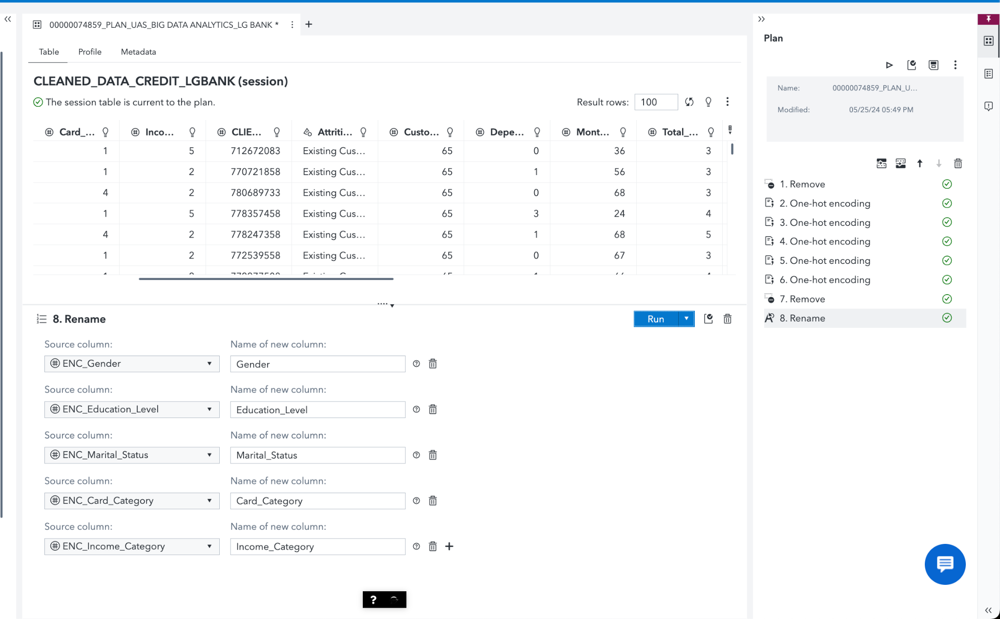 00000074859_PLAN_UAS_BIG DATA ANALYTICS_LG BANK *
Table Profile Metadata
CLEANED_DATA_CREDIT_LGBANK (session)
The session table is current to the plan.
Result rows: 100
Card_... Inco... CLIE... Attriti... Custo... Depe... Mont... Total_...
1 5 712672083 Existing Cus... 65 0 36 3
1 2 770721858 Existing Cus... 65 1 56 3
4 2 780689733 Existing Cus... 65 0 68 3
1 5 778357458 Existing Cus... 65 3 24 4
4 2 778247358 Existing Cus... 65 1 68 5
1 2 772539558 Existing Cus... 65 0 67 3
8. Rename
Run
Source column: Name of new column:
ENC_Gender Gender
Source column: Name of new column:
ENC_Education_Level Education_Level
Source column: Name of new column:
ENC_Marital_Status Marital_Status
Source column: Name of new column:
ENC_Card_Category Card_Category
Source column: Name of new column:
ENC_Income_Category Income_Category
?
Plan
Name: 00000074859_PLAN_U...
Modified: 05/25/24 05:49 PM
1. Remove
2. One-hot encoding
3. One-hot encoding
4. One-hot encoding
5. One-hot encoding
6. One-hot encoding
7. Remove
8. Rename